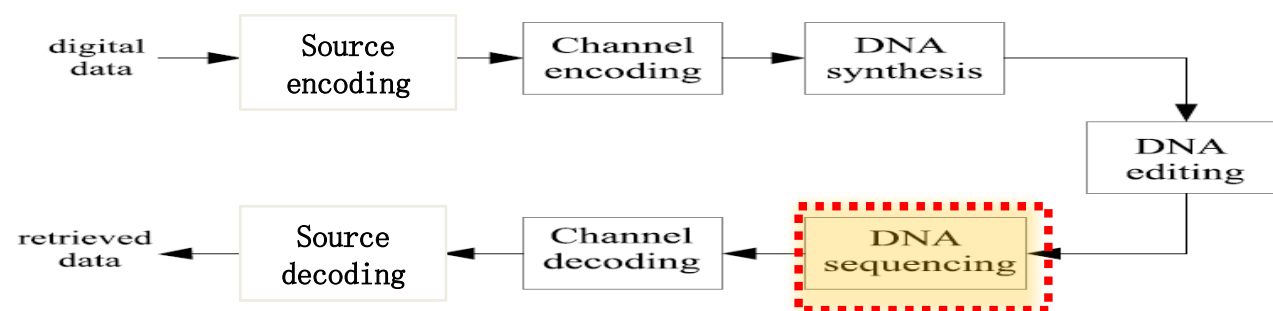 digital
data
Source
encoding
Channel
encoding
DNA
synthesis
DNA
editing
DNA
sequencing
Channel
decoding
Source
decoding
retrieved
data